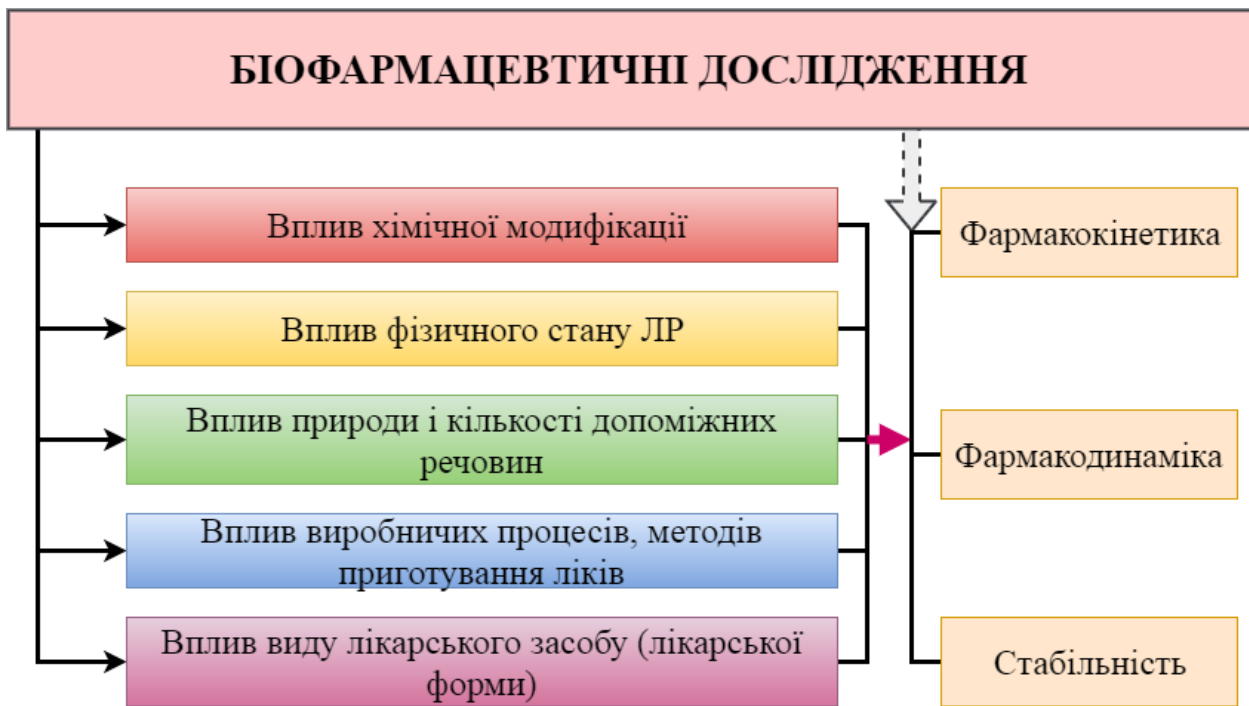 БІОФАРМАЦЕВТИЧНІ ДОСЛІДЖЕННЯ
Вплив хімічної модифікації
Вплив фізичного стану ЛР
Вплив природи і кількості допоміжних
речовин
Вплив виробничих процесів, методів
приготування ліків
Вплив виду лікарського засобу (лікарської
форми)
Фармакокінетика
Фармакодинаміка
Стабільність